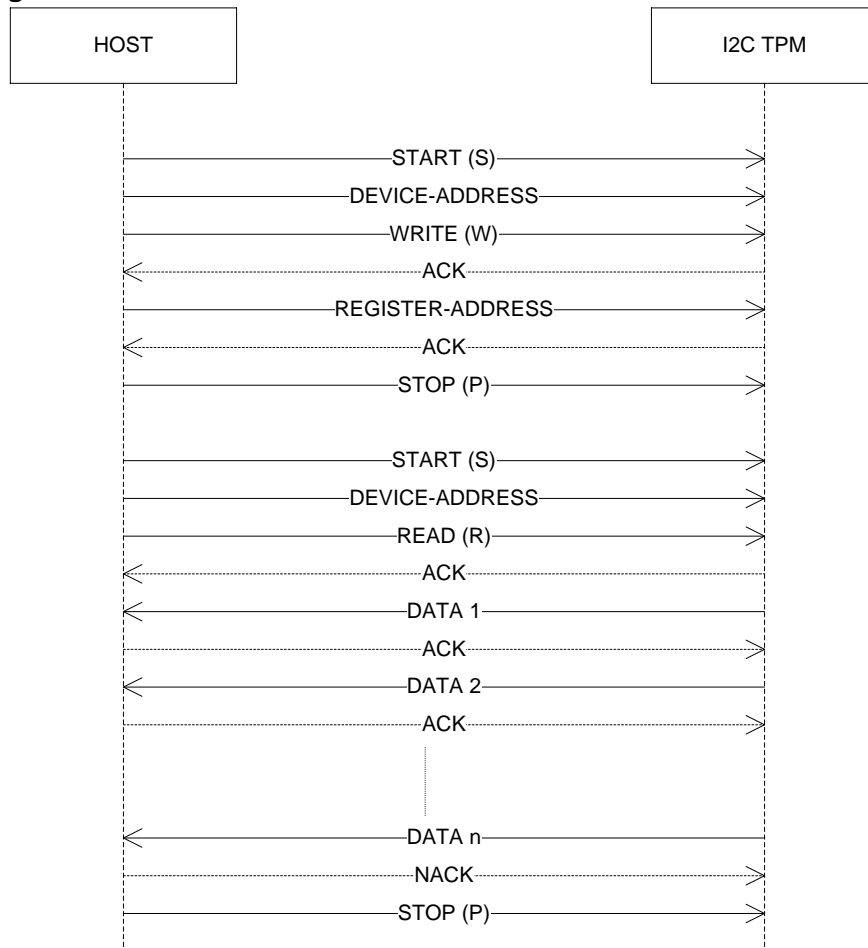 HOST
I2C TPM
START (S)
DEVICE-ADDRESS
WRITE (W)
ACK
REGISTER-ADDRESS
ACK
STOP (P)
START (S)
DEVICE-ADDRESS
READ (R)
ACK
DATA 1
ACK
DATA 2
ACK
DATA n
NACK
STOP (P)